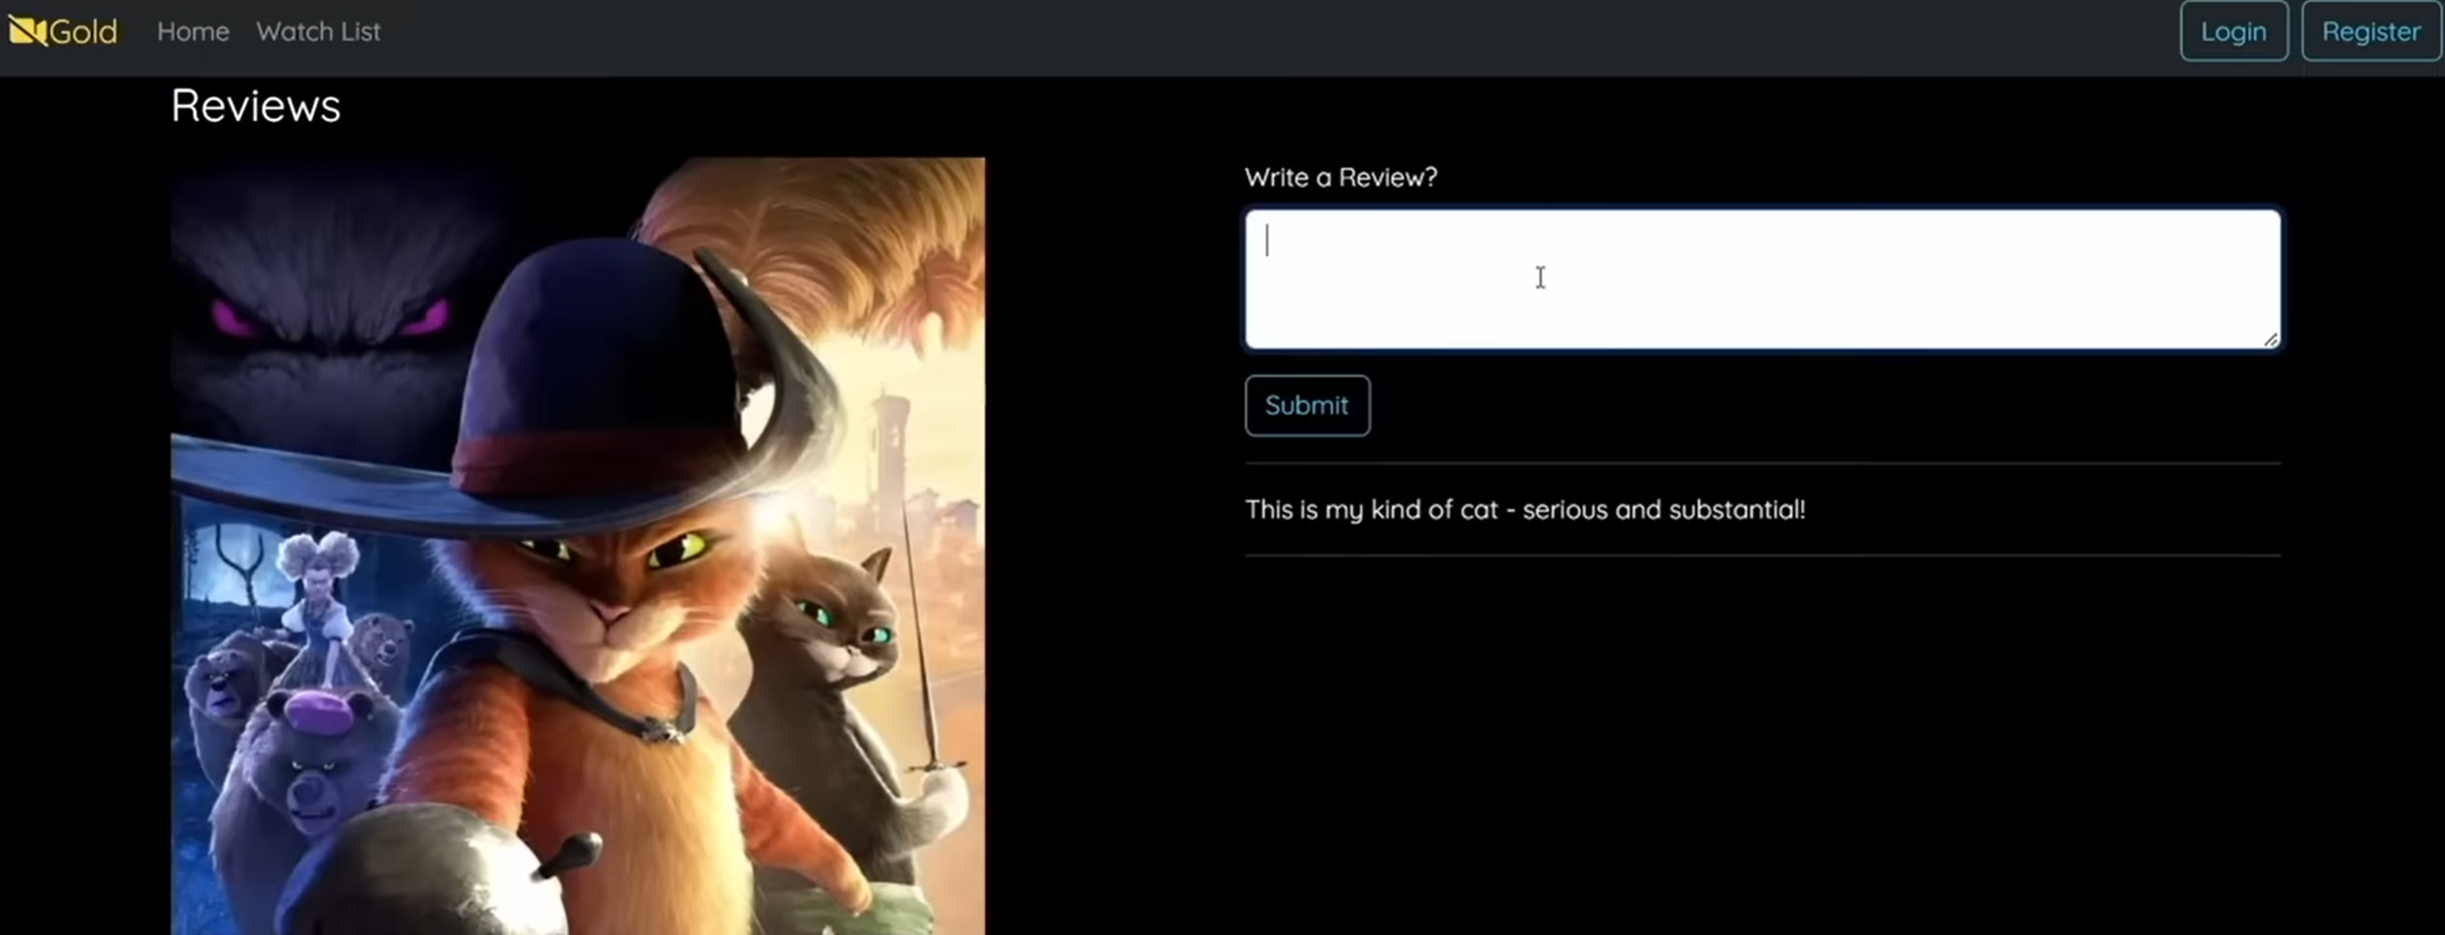 Gold Home Watch List Login Register
Reviews
Write a Review?
Submit
This is my kind of cat - serious and substantial!